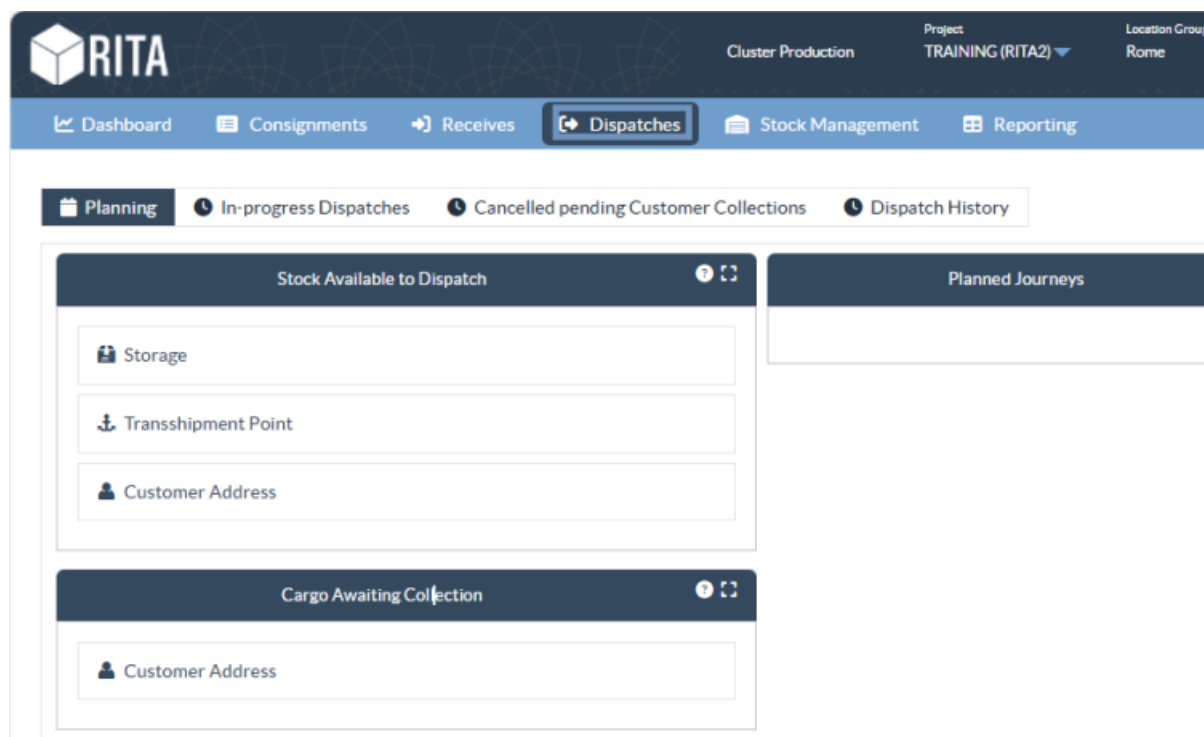 RITA
Cluster Production
Project
TRAINING (RITA2)
Location Group
Rome
Dashboard
Consignments
Receives
Dispatches
Stock Management
Reporting
Planning
In-progress Dispatches
Cancelled pending Customer Collections
Dispatch History
Stock Available to Dispatch
?
Planned Journeys
Storage
Transshipment Point
Customer Address
Cargo Awaiting Collection
?
Customer Address